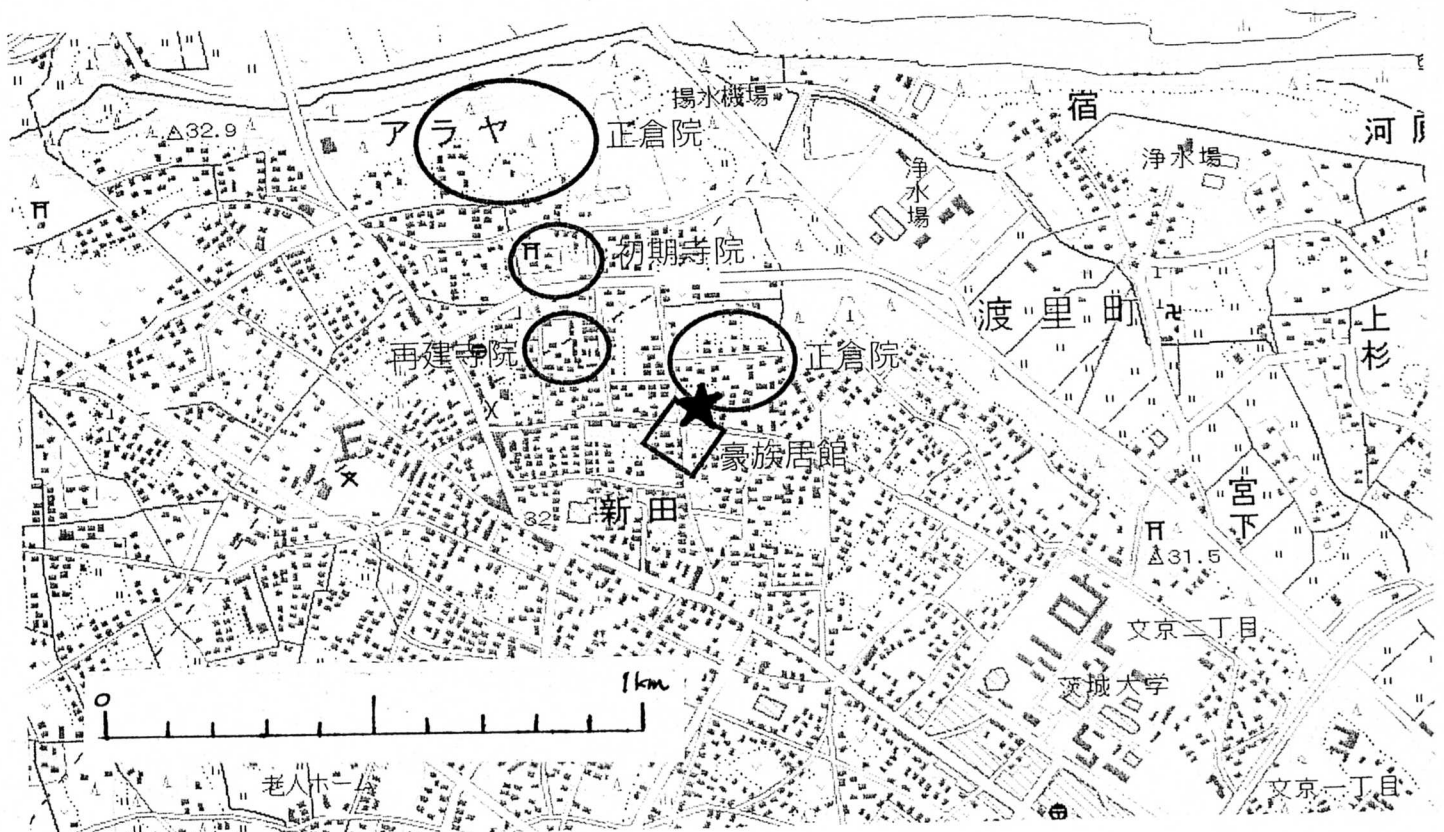 揚水機場
宿
△32.9
アラヤ
正倉院
河原
浄水場
浄水場
初期寺院
渡里町
上杉
再建寺院
正倉院
豪族居館
新田
32
宮下
△31.5
文京二丁目
茨城大学
0
1km
老人ホーム
文京一丁目